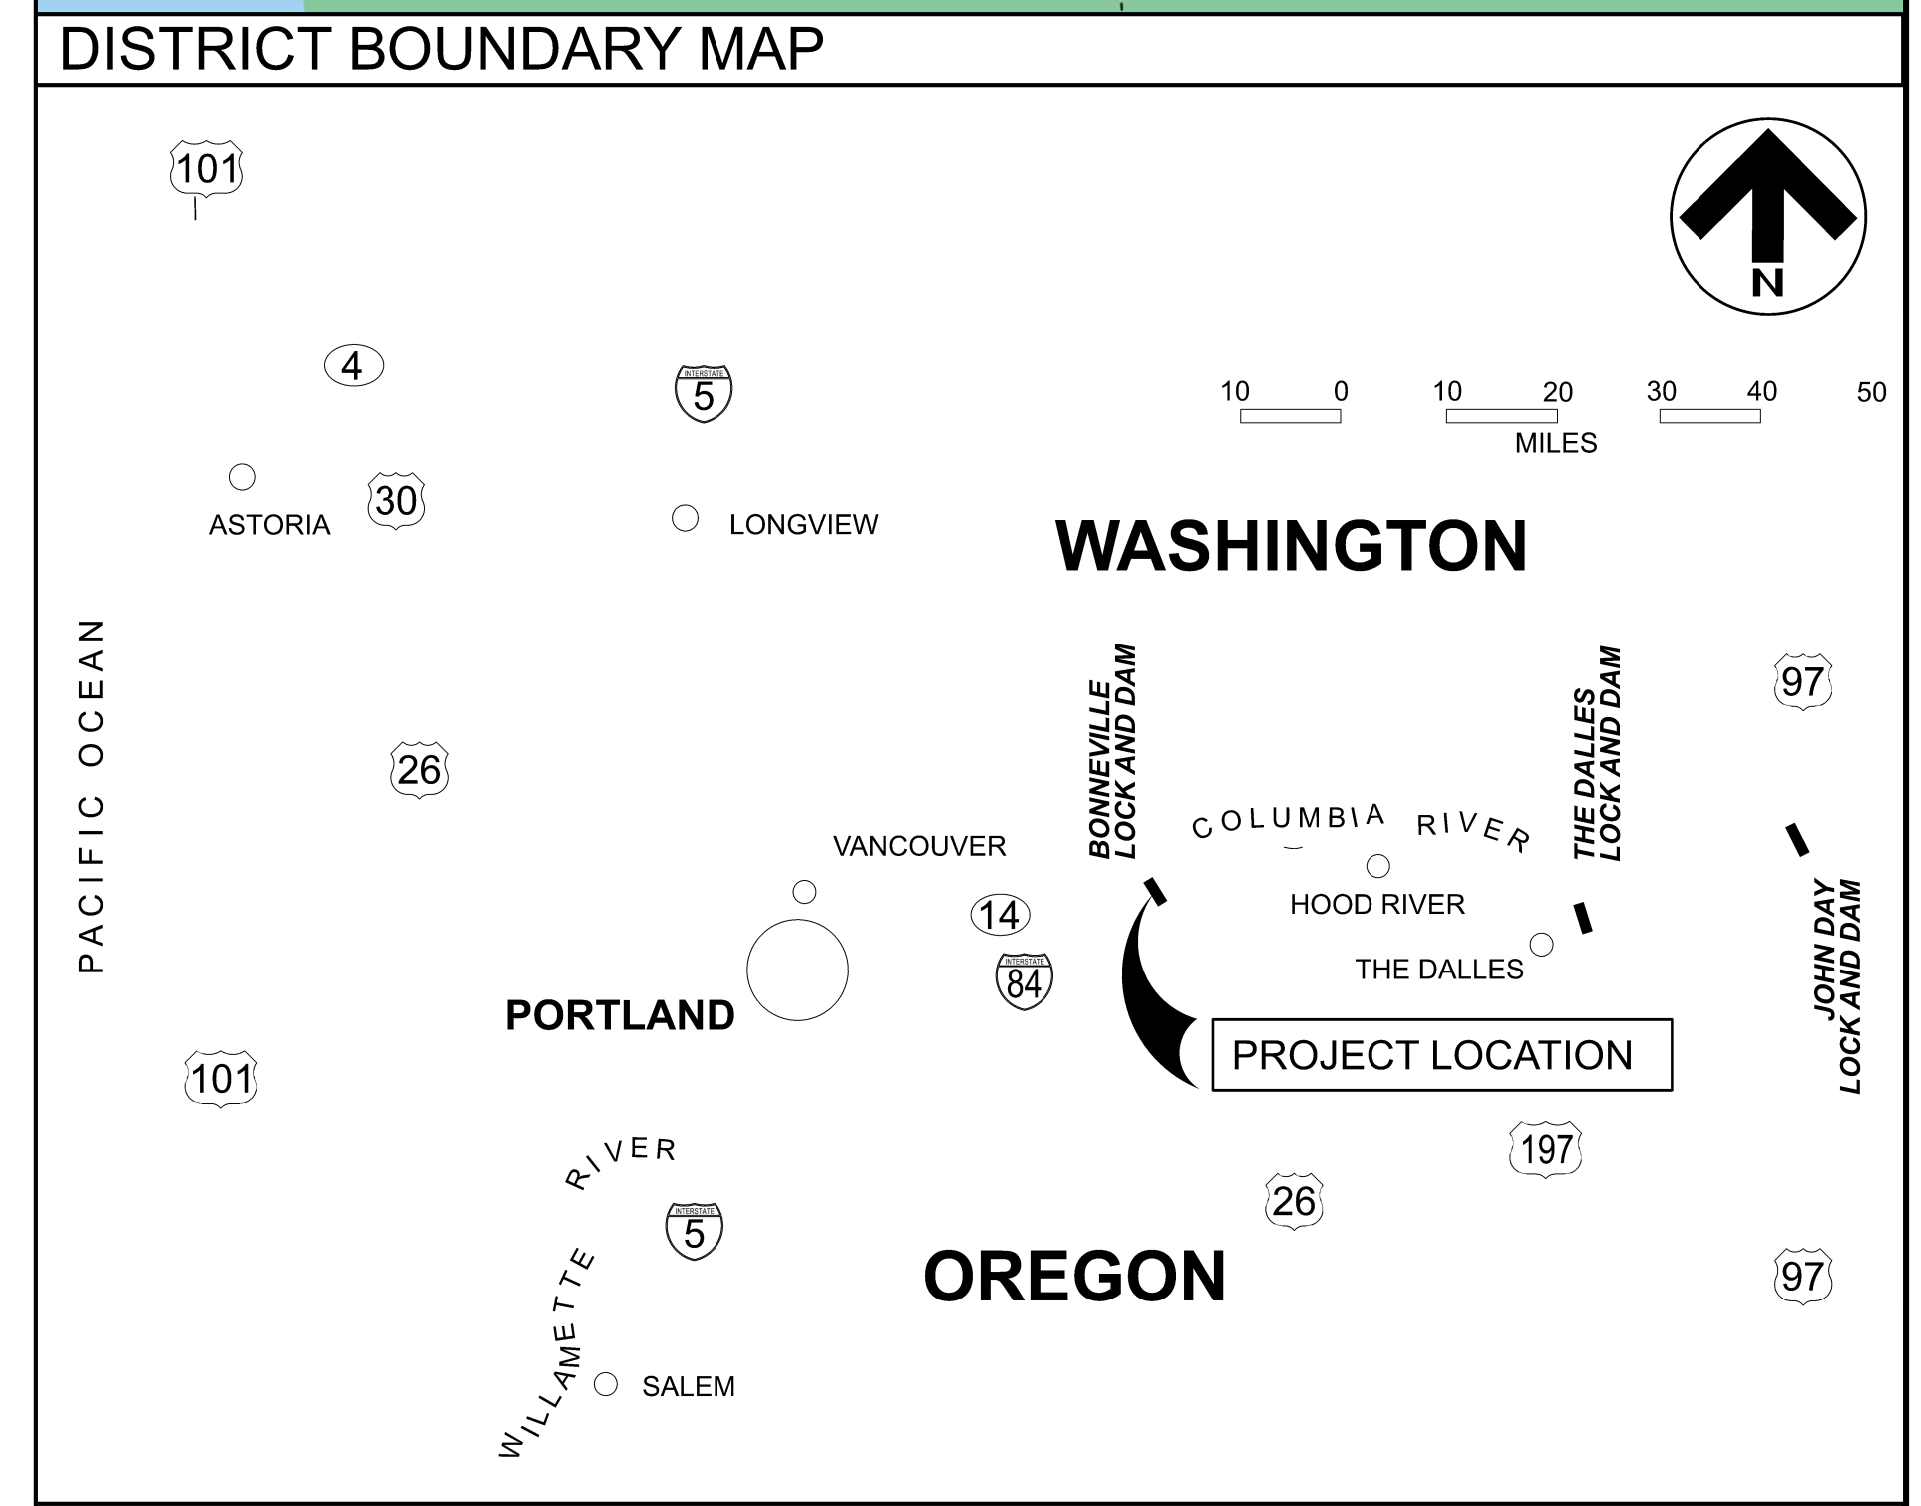 DISTRICT BOUNDARY MAP
101
N
4
INTERSTATE
5
10 0 10 20 30 40 50
MILES
ASTORIA
30
LONGVIEW
WASHINGTON
PACIFIC OCEAN
BONNEVILLE
LOCK AND DAM
THE DALLES
LOCK AND DAM
97
26
COLUMBIA RIVER
VANCOUVER
HOOD RIVER
14
THE DALLES
INTERSTATE
84
JOHN DAY
LOCK AND DAM
PORTLAND
PROJECT LOCATION
101
197
26
WILLAMETTE RIVER
INTERSTATE
5
OREGON
97
SALEM